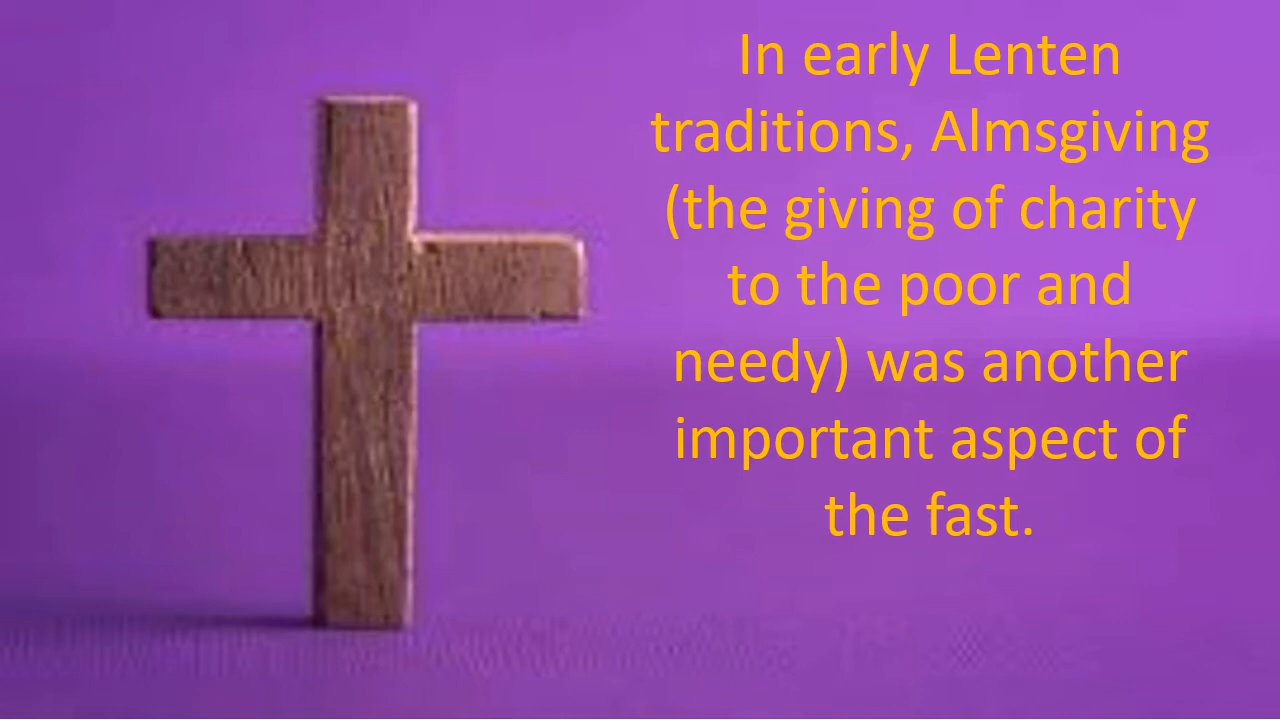 In early Lenten
traditions, Almsgiving
(the giving of charity
to the poor and
needy) was another
important aspect of
the fast.